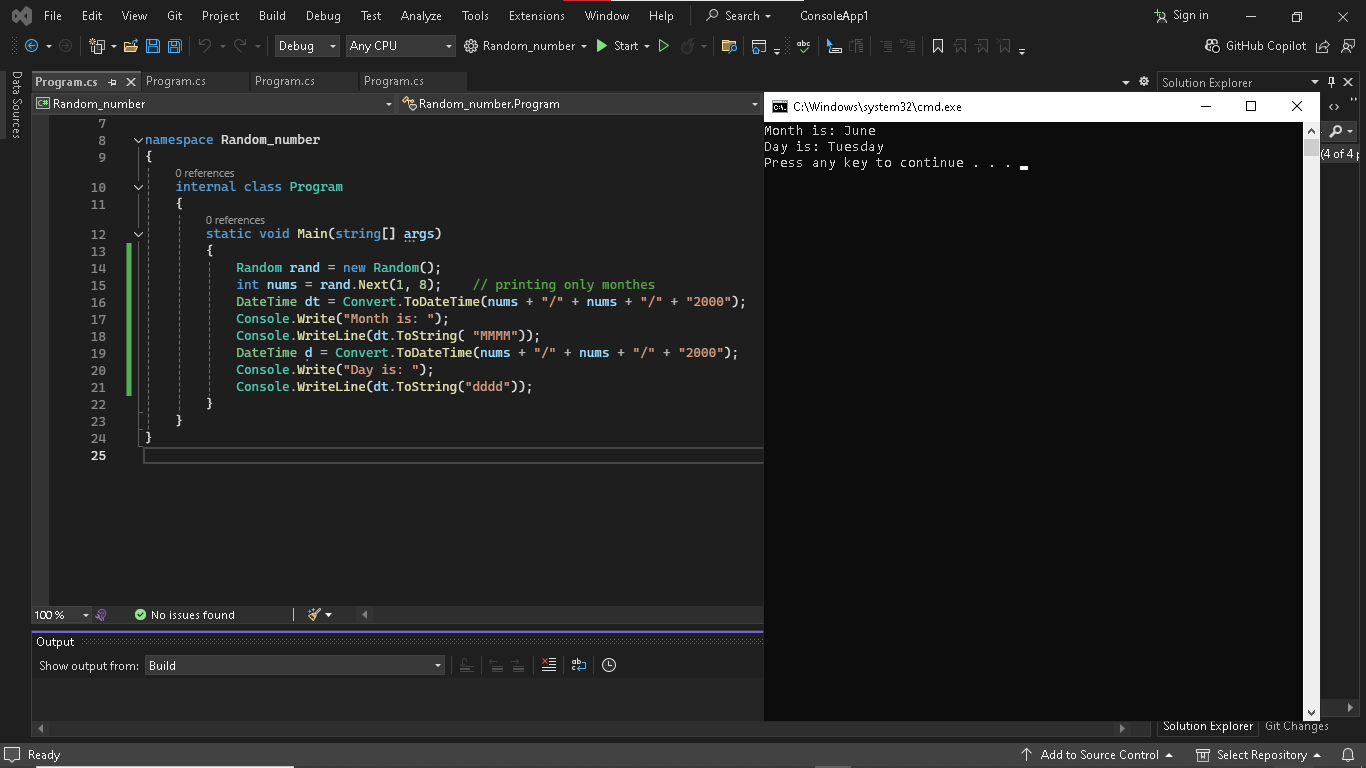 File Edit View Git Project Build Debug Test Analyze Tools Extensions Window Help Search ConsoleApp1 Sign in
Debug Any CPU Random_number Start GitHub Copilot
Data Sources
Program.cs Program.cs Program.cs Program.cs Solution Explorer
C# Random_number Random_number.Program
7
8 namespace Random_number
9 {
0 references
10 internal class Program
11 {
0 references
12 static void Main(string[] args)
13 {
14 Random rand = new Random();
15 int nums = rand.Next(1, 8); // printing only monthes
16 DateTime dt = Convert.ToDateTime(nums + "/" + nums + "/" + "2000");
17 Console.Write("Month is: ");
18 Console.WriteLine(dt.ToString( "MMMM"));
19 DateTime d = Convert.ToDateTime(nums + "/" + nums + "/" + "2000");
20 Console.Write("Day is: ");
21 Console.WriteLine(dt.ToString("dddd"));
22 }
23 }
24 }
25
100 % No issues found
Output
Show output from: Build
C:\Windows\system32\cmd.exe
Month is: June
Day is: Tuesday
Press any key to continue . . .
(4 of 4 p
Solution Explorer Git Changes
Ready Add to Source Control Select Repository